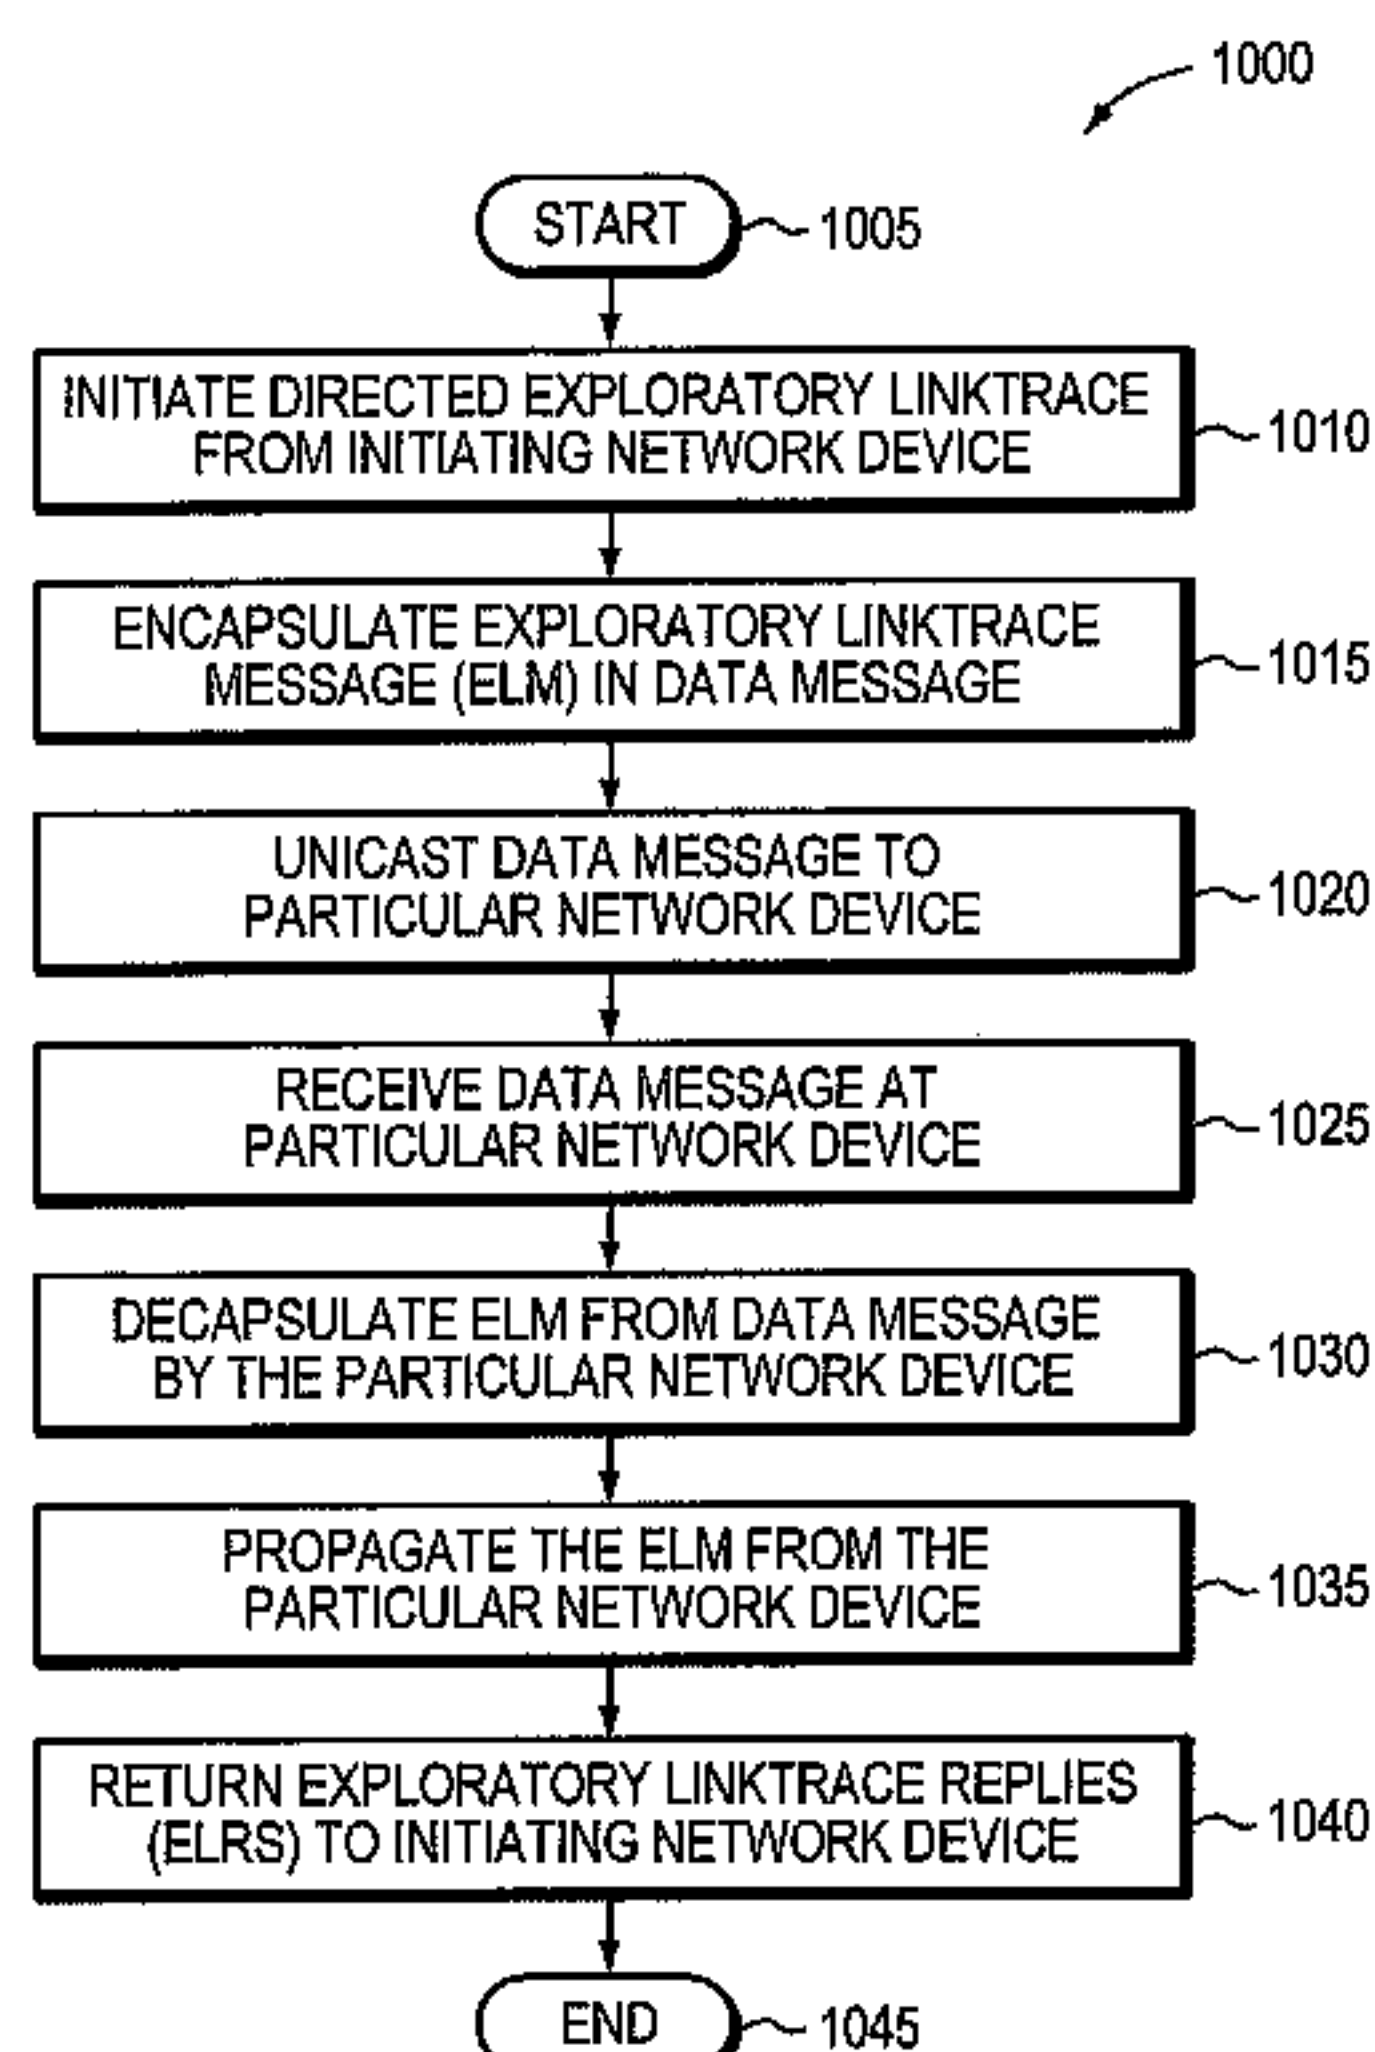 1000
START
1005
INITIATE DIRECTED EXPLORATORY LINKTRACE
FROM INITIATING NETWORK DEVICE
1010
ENCAPSULATE EXPLORATORY LINKTRACE
MESSAGE (ELM) IN DATA MESSAGE
1015
UNICAST DATA MESSAGE TO
PARTICULAR NETWORK DEVICE
1020
RECEIVE DATA MESSAGE AT
PARTICULAR NETWORK DEVICE
1025
DECAPSULATE ELM FROM DATA MESSAGE
BY THE PARTICULAR NETWORK DEVICE
1030
PROPAGATE THE ELM FROM THE
PARTICULAR NETWORK DEVICE
1035
RETURN EXPLORATORY LINKTRACE REPLIES
(ELRS) TO INITIATING NETWORK DEVICE
1040
END
1045